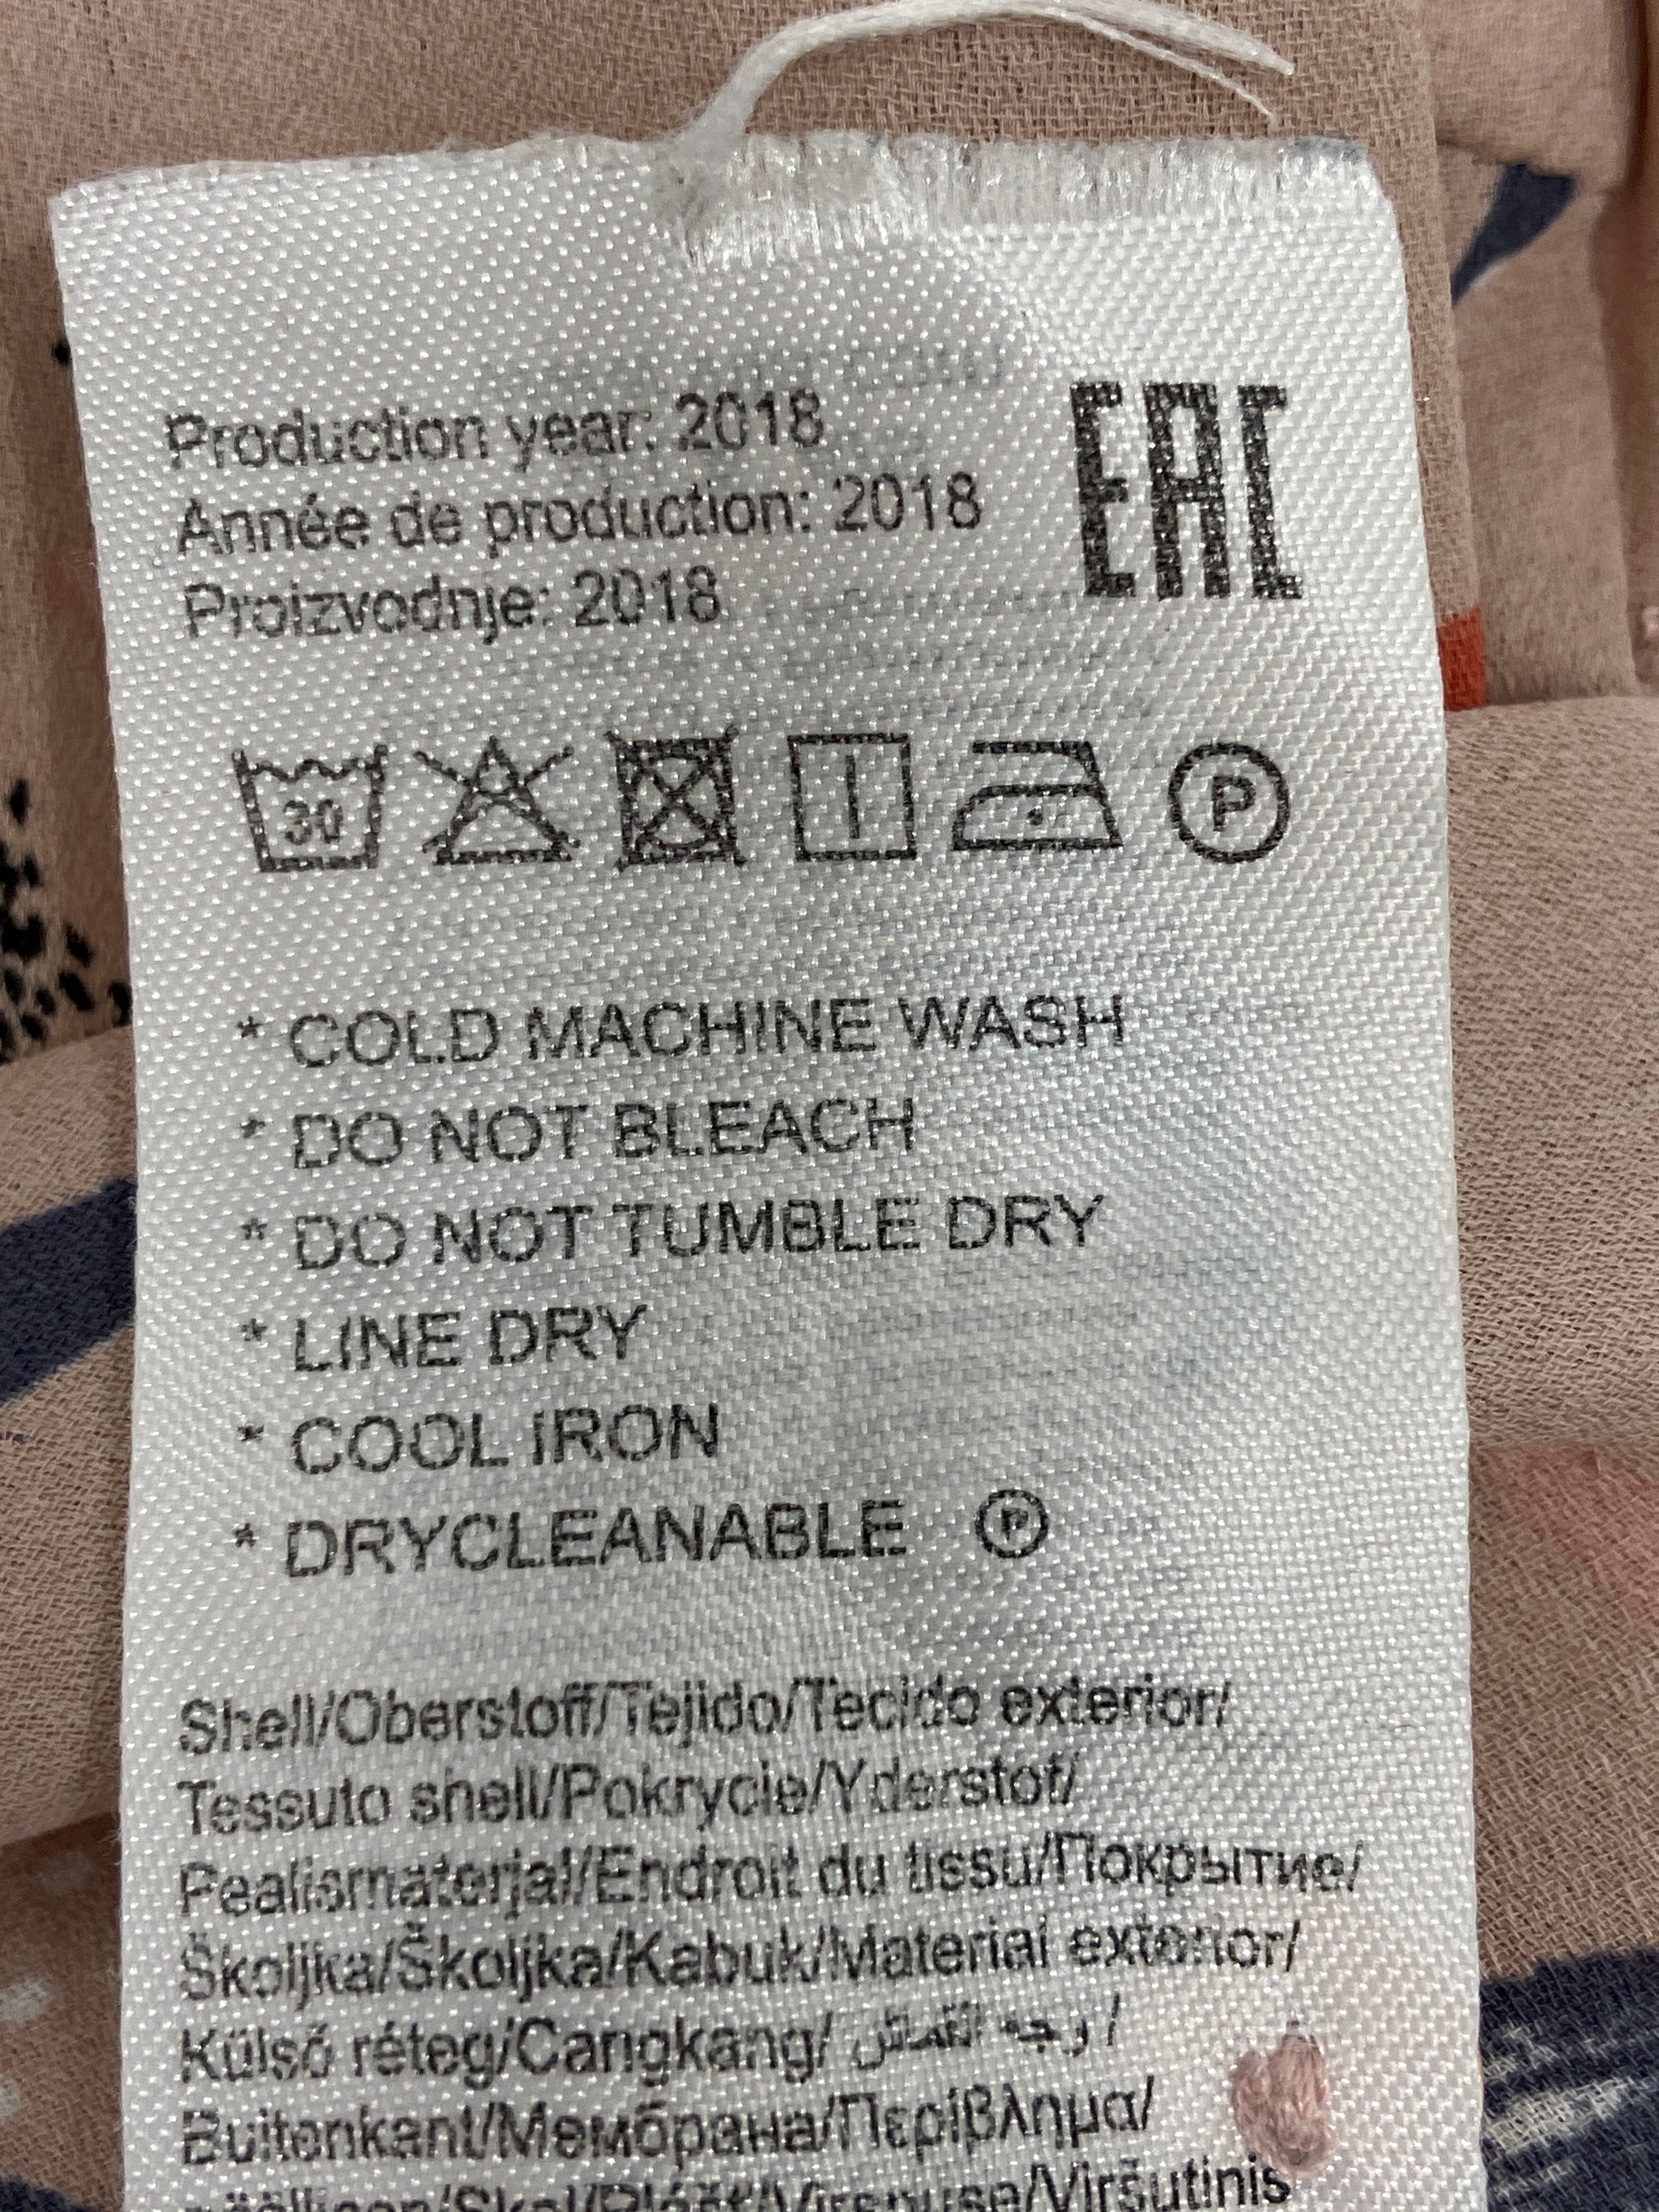 Production year: 2018
Année de production: 2018
Proizvodnje: 2018
EAC
30
P
* COLD MACHINE WASH
* DO NOT BLEACH
* DO NOT TUMBLE DRY
* LINE DRY
* COOL IRON
* DRYCLEANABLE Ⓟ
Shell/Oberstoff/Tejido/Tecido exterior/
Tessuto shell/Pokrycie/Yderstof/
Pealismaterjal/Endroit du tissu/Покрытие/
Školjka/Školjka/Kabuk/Material exterior/
Külső réteg/Cangkang/ وجه القماش/
Buitenkant/Мембрана/Περίβλημα/
/Viršutinis